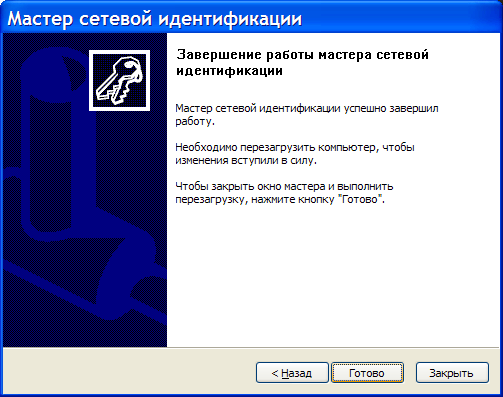 Мастер сетевой идентификации
Завершение работы мастера сетевой
идентификации
Мастер сетевой идентификации успешно завершил
работу.
Необходимо перезагрузить компьютер, чтобы
изменения вступили в силу.
Чтобы закрыть окно мастера и выполнить
перезагрузку, нажмите кнопку "Готово".
< Назад Готово Закрыть